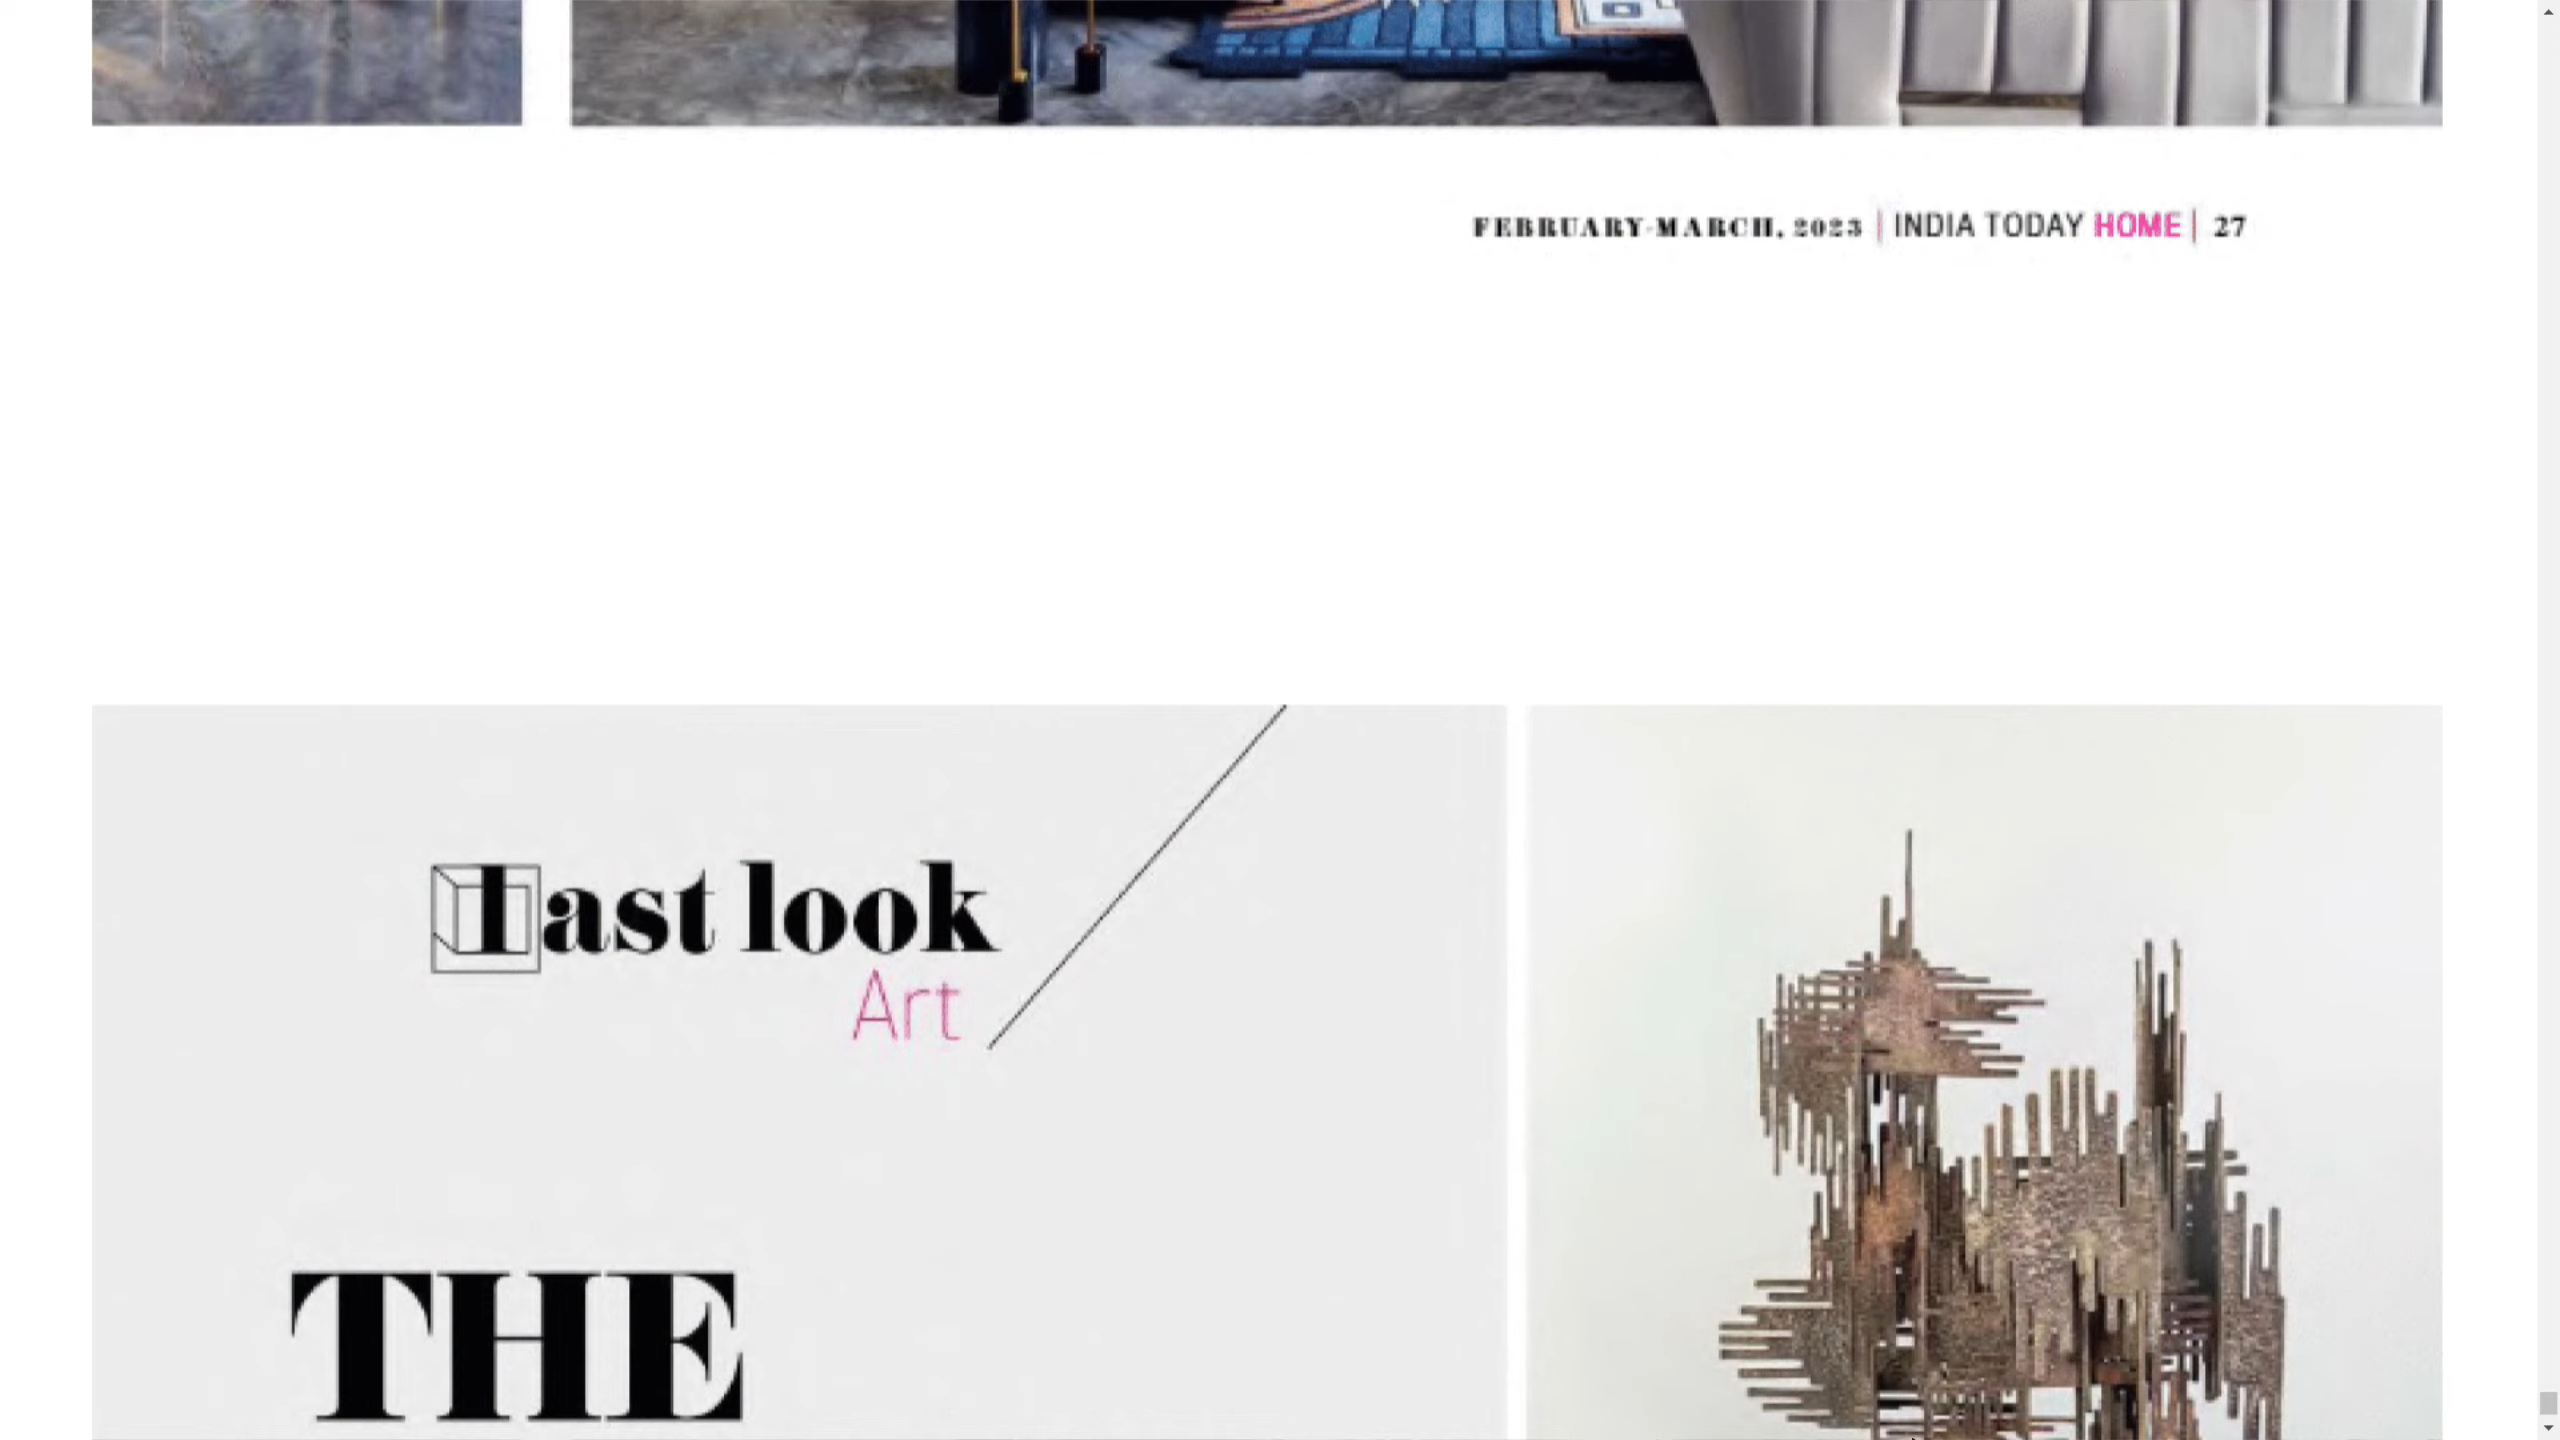 FEBRUARY-MARCH, 2023 | INDIA TODAY HOME | 27
last look
Art
THE